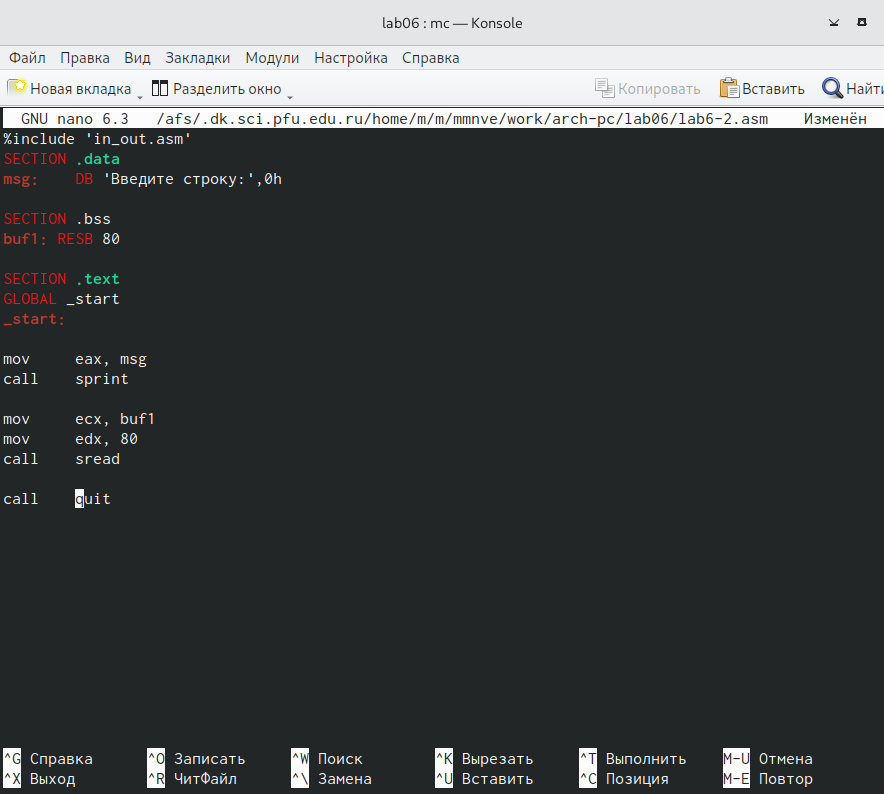 lab06 : mc — Konsole
Файл Правка Вид Закладки Модули Настройка Справка
Новая вкладка Разделить окно Копировать Вставить Найти
GNU nano 6.3 /afs/.dk.sci.pfu.edu.ru/home/m/m/mmnve/work/arch-pc/lab06/lab6-2.asm Изменён
%include 'in_out.asm'
SECTION .data
msg: DB 'Введите строку:',0h
SECTION .bss
buf1: RESB 80
SECTION .text
GLOBAL _start
_start:
mov eax, msg
call sprint
mov ecx, buf1
mov edx, 80
call sread
call quit
^G Справка ^O Записать ^W Поиск ^K Вырезать ^T Выполнить M-U Отмена
^X Выход ^R ЧитФайл ^\ Замена ^U Вставить ^C Позиция M-E Повтор